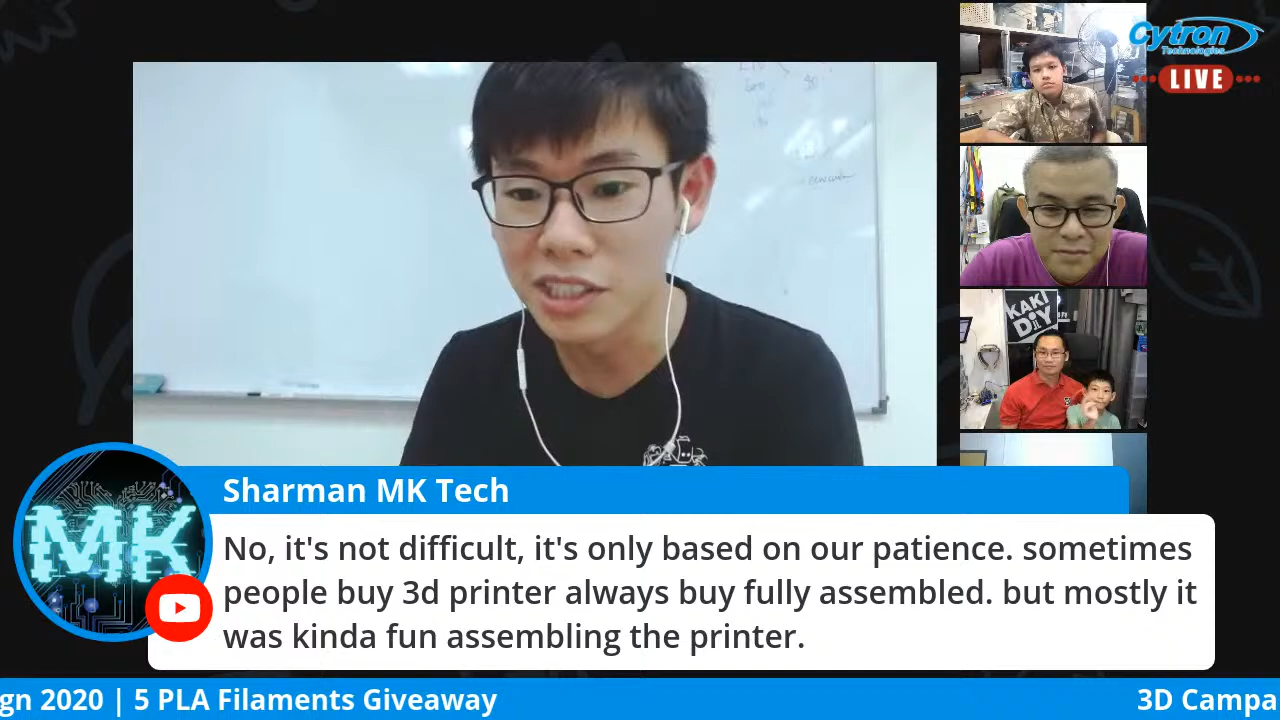 Cytron
Technologies
LIVE
KAKI
DiY
MK
Sharman MK Tech
No, it's not difficult, it's only based on our patience. sometimes
people buy 3d printer always buy fully assembled. but mostly it
was kinda fun assembling the printer.
gn 2020 | 5 PLA Filaments Giveaway
3D Campa